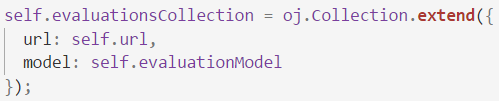 self.evaluationsCollection = oj.Collection.extend({
  url: self.url,
  model: self.evaluationModel
});